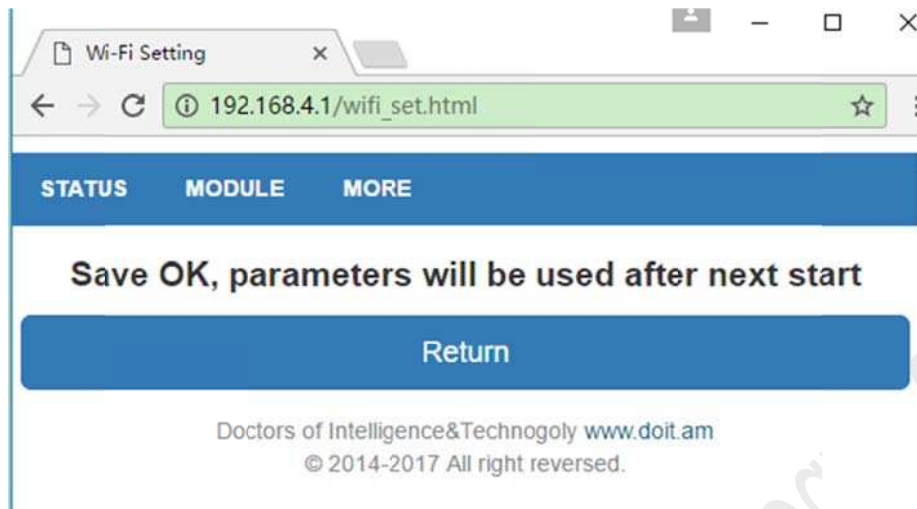 Wi-Fi Setting
192.168.4.1/wifi_set.html
STATUS MODULE MORE
Save OK, parameters will be used after next start
Return
Doctors of Intelligence&Technogoly www.doit.am
© 2014-2017 All right reversed.